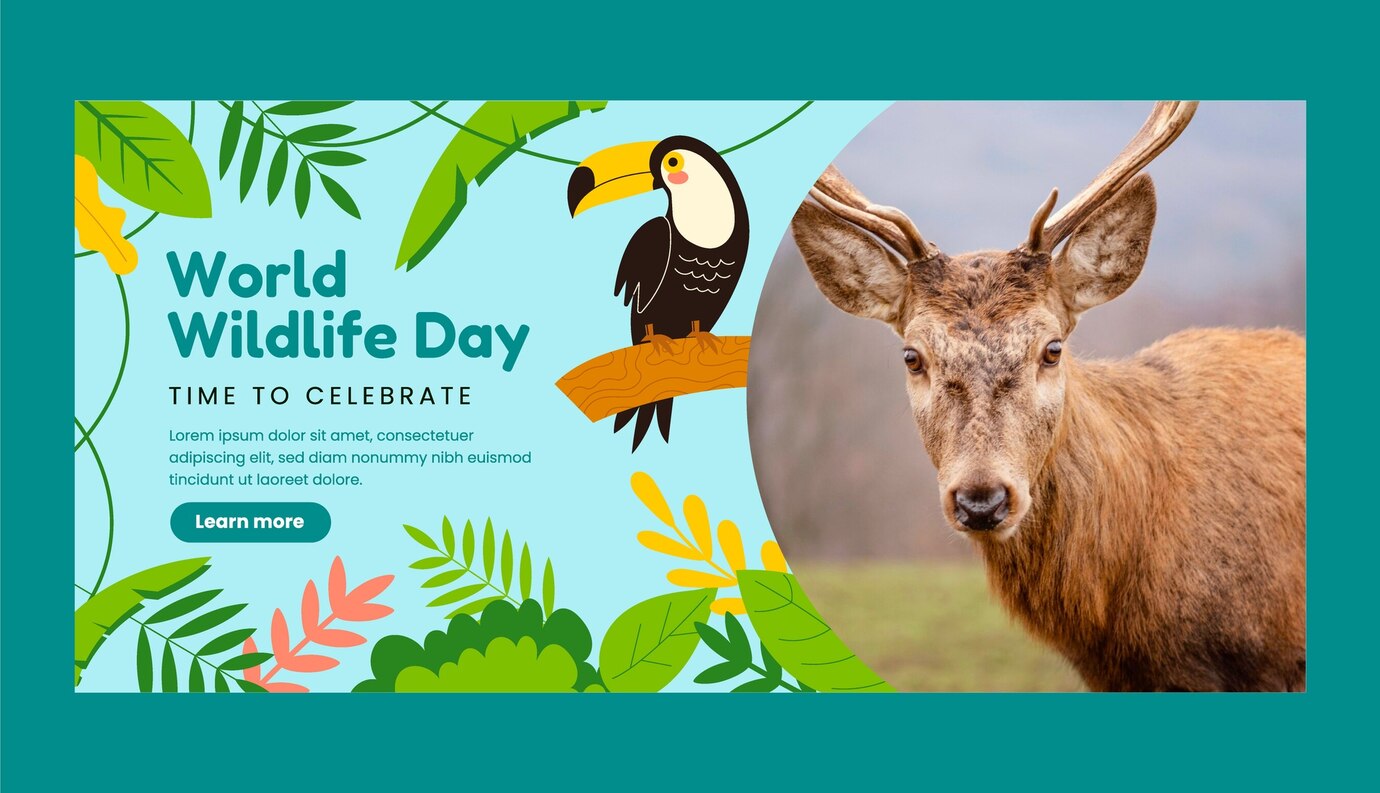 World
Wildlife Day
TIME TO CELEBRATE
Lorem ipsum dolor sit amet, consectetuer
adipiscing elit, sed diam nonummy nibh euismod
tincidunt ut laoreet dolore.
Learn more